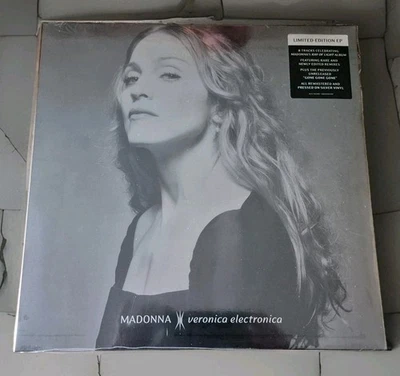 LIMITED EDITION EP
8 TRACKS CELEBRATING
MADONNA'S RAY OF LIGHT ALBUM
FEATURING RARE AND
NEWLY EDITED REMIXES
PLUS THE PREVIOUSLY
UNRELEASED
"GONE GONE GONE"
ALL REMASTERED AND
PRESSED ON SILVER VINYL
MADONNA veronica electronica